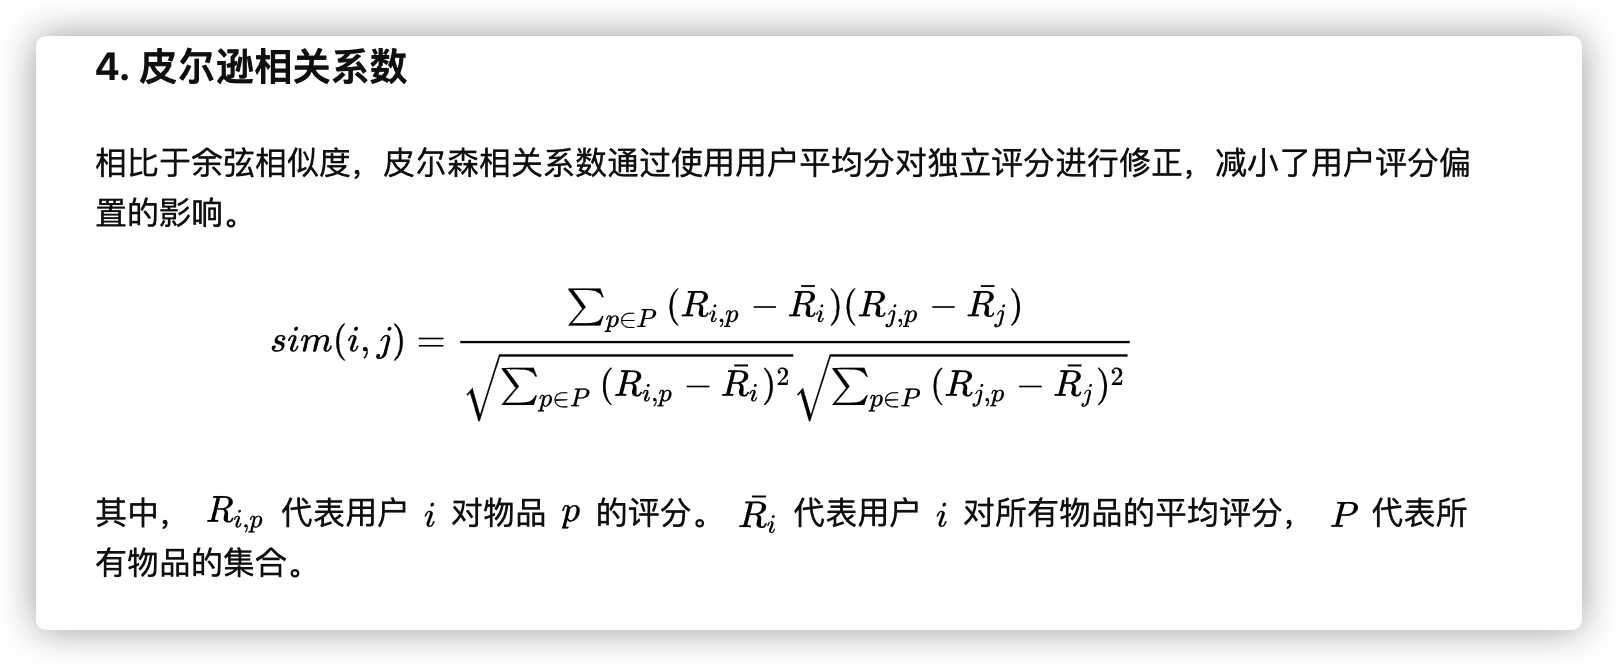 4. 皮尔逊相关系数
相比于余弦相似度，皮尔森相关系数通过使用用户平均分对独立评分进行修正，减小了用户评分偏
置的影响。
$sim(i,j)=\frac{\sum_{p\in P}(R_{i,p}-\bar{R_i})(R_{j,p}-\bar{R_j})}{\sqrt{\sum_{p\in P}(R_{i,p}-\bar{R_i})^2}\sqrt{\sum_{p\in P}(R_{j,p}-\bar{R_j})^2}}$
其中， $R_{i,p}$ 代表用户 $i$ 对物品 $p$ 的评分。 $\bar{R_i}$ 代表用户 $i$ 对所有物品的平均评分， $P$ 代表所
有物品的集合。